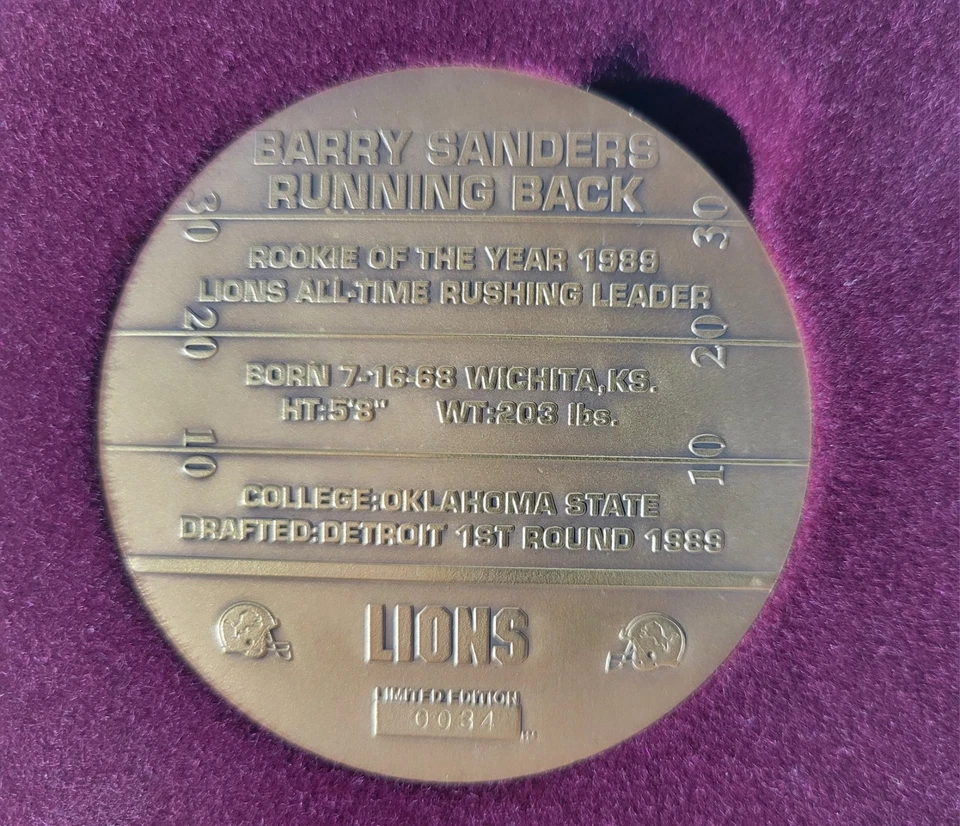 BARRY SANDERS
RUNNING BACK
30 30
ROOKIE OF THE YEAR 1989
LIONS ALL-TIME RUSHING LEADER
20 20
BORN 7-16-68 WICHITA,KS.
HT:5'8" WT:203 lbs.
10 10
COLLEGE:OKLAHOMA STATE
DRAFTED:DETROIT 1ST ROUND 1989
LIONS
LIMITED EDITION
0034